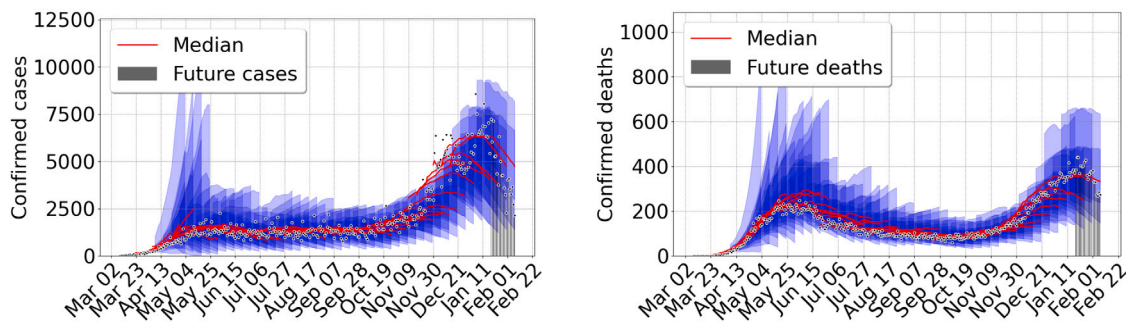 12500
10000
7500
5000
2500
0
Confirmed cases
Median
Future cases
Mar 02
Mar 23
Apr 13
May 04
May 25
Jun 15
Jul 06
Jul 27
Aug 17
Sep 07
Sep 28
Oct 19
Nov 09
Nov 30
Dec 21
Jan 11
Feb 01
Feb 22
1000
800
600
400
200
0
Confirmed deaths
Median
Future deaths
Mar 02
Mar 23
Apr 13
May 04
May 25
Jun 15
Jul 06
Jul 27
Aug 17
Sep 07
Sep 28
Oct 19
Nov 09
Nov 30
Dec 21
Jan 11
Feb 01
Feb 22